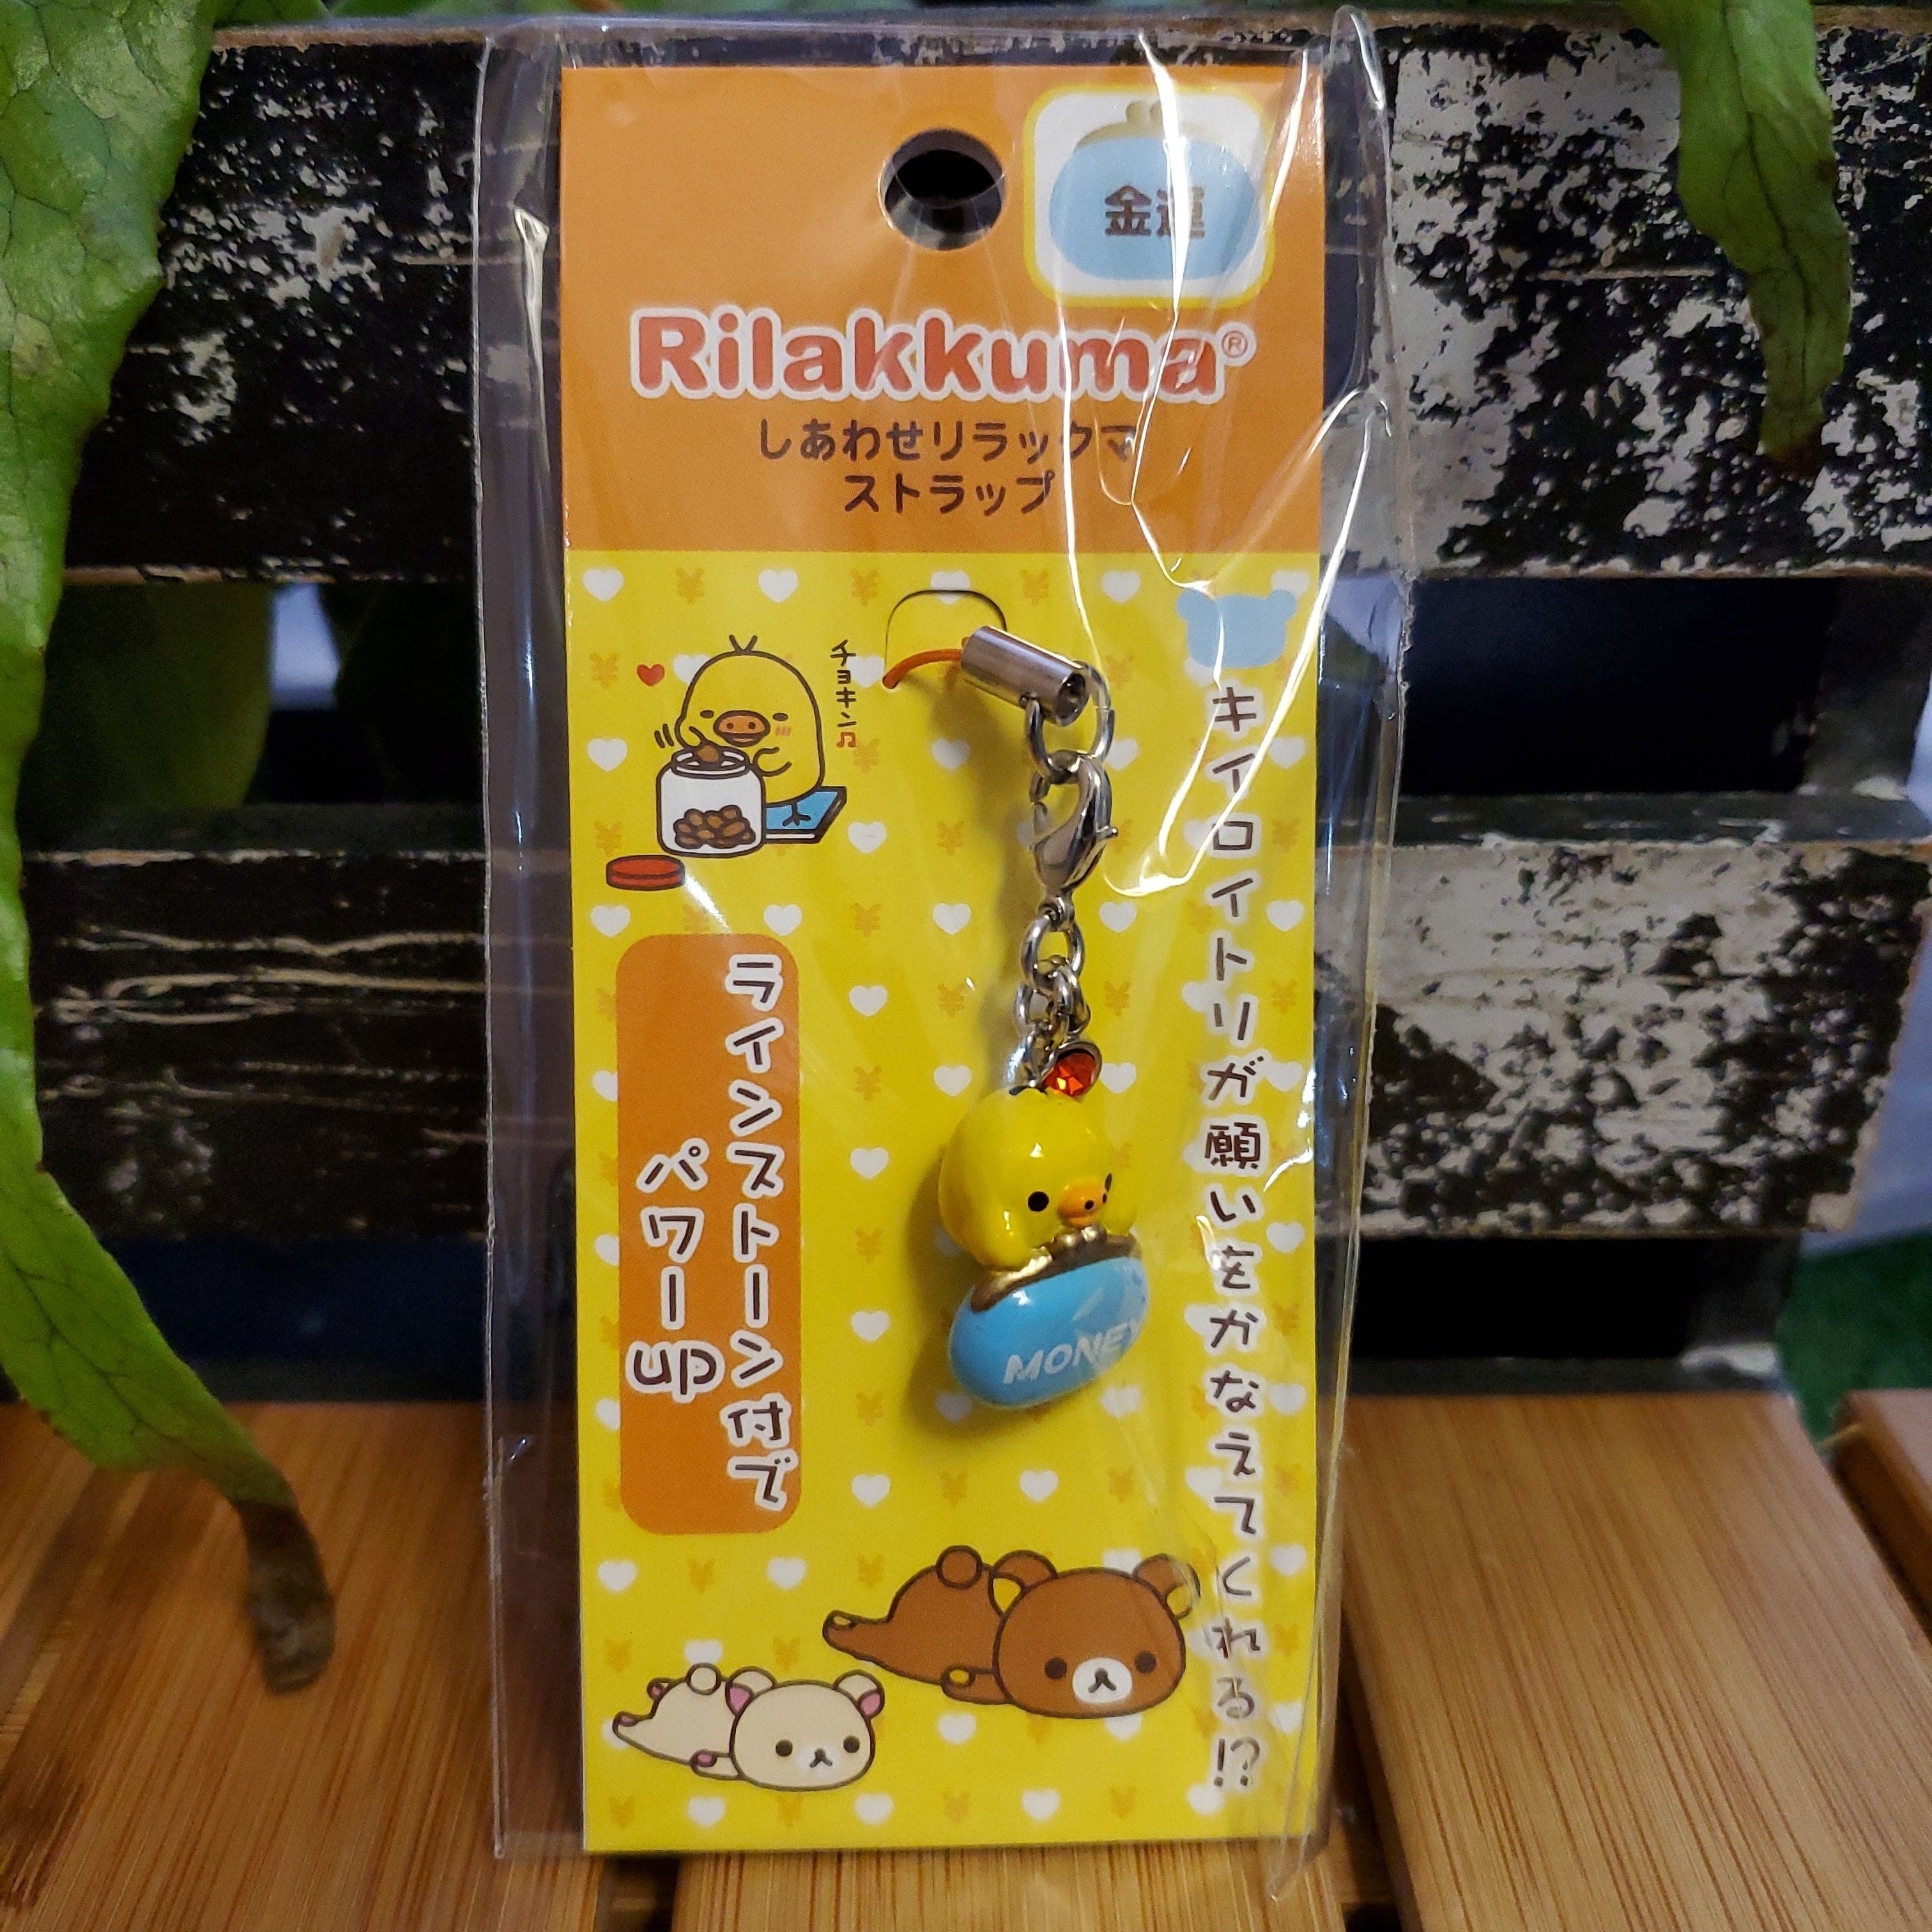 金運
Rilakkuma®
しあわせリラックマ
ストラップ
チョキン♫
キイロイトリガ願いをかなえてくれる!?
ラインストーン付で
パワーup
MONEY